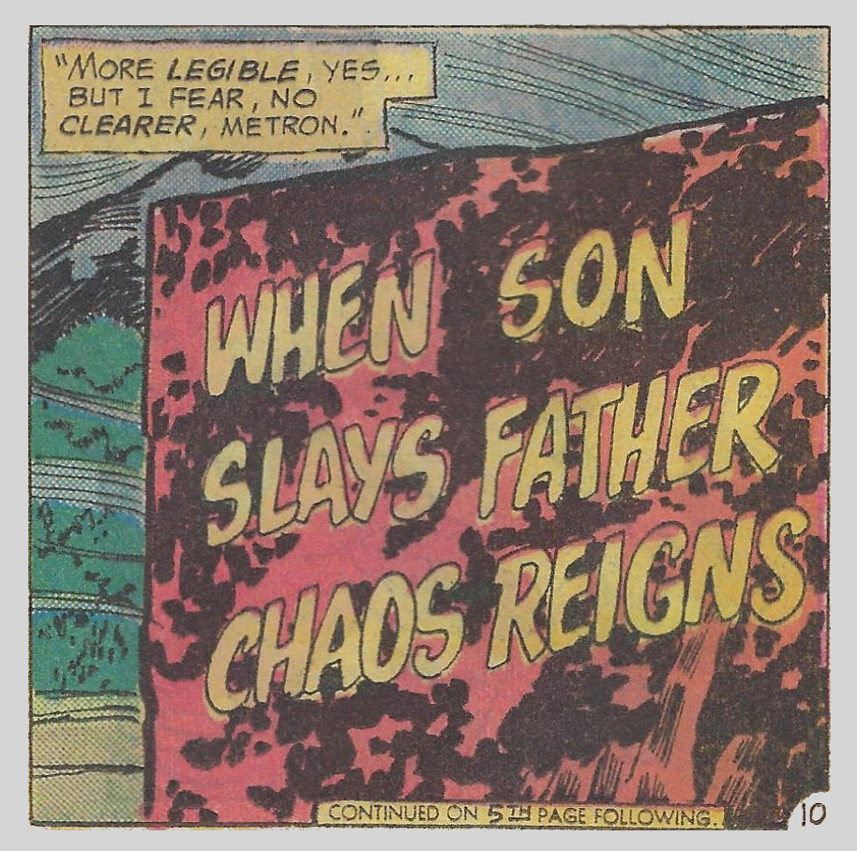 "MORE LEGIBLE, YES...
BUT I FEAR, NO
CLEARER, METRON."
WHEN SON
SLAYS FATHER
CHAOS REIGNS
CONTINUED ON 5TH PAGE FOLLOWING.
10